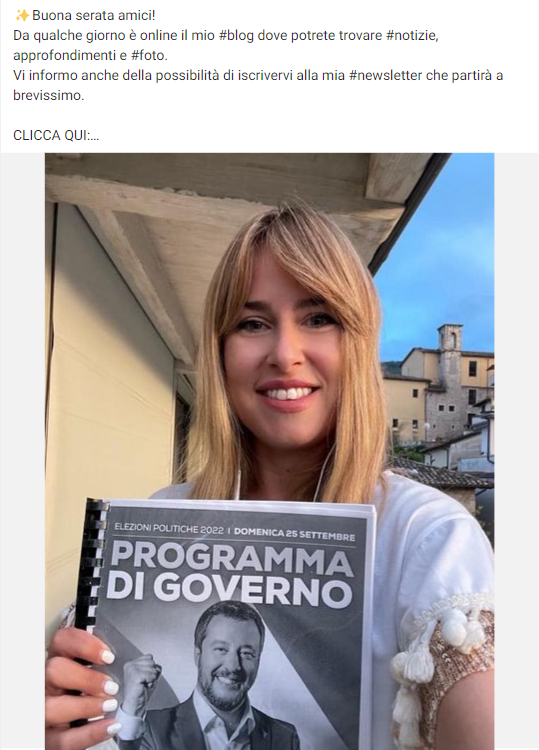 ✨Buona serata amici!
Da qualche giorno è online il mio #blog dove potrete trovare #notizie,
approfondimenti e #foto.
Vi informo anche della possibilità di iscrivervi alla mia #newsletter che partirà a
brevissimo.
CLICCA QUI:...
ELEZIONI POLITICHE 2022 I DOMENICA 25 SETTEMBRE
PROGRAMMA
DI GOVERNO